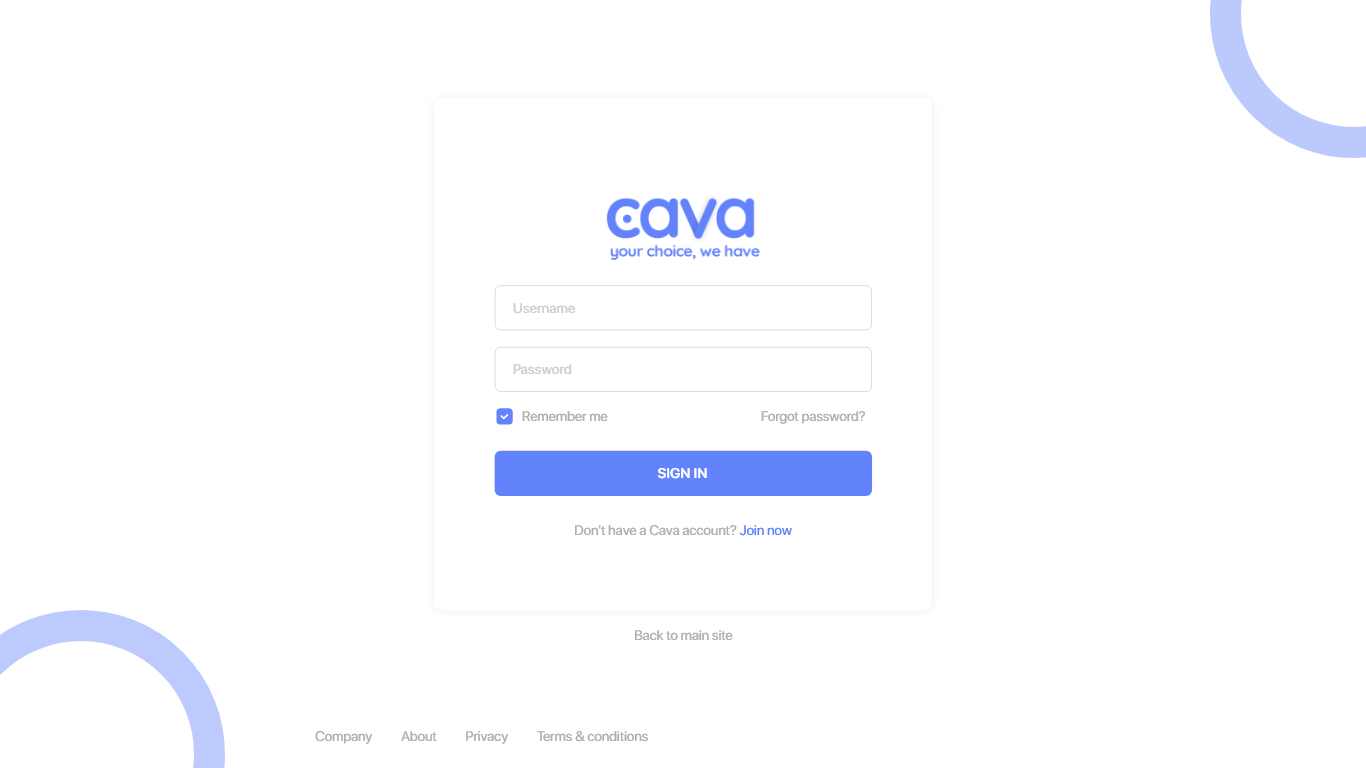 cava
your choice, we have
Username
Password
Remember me
Forgot password?
SIGN IN
Don't have a Cava account? Join now
Back to main site
Company
About
Privacy
Terms & conditions